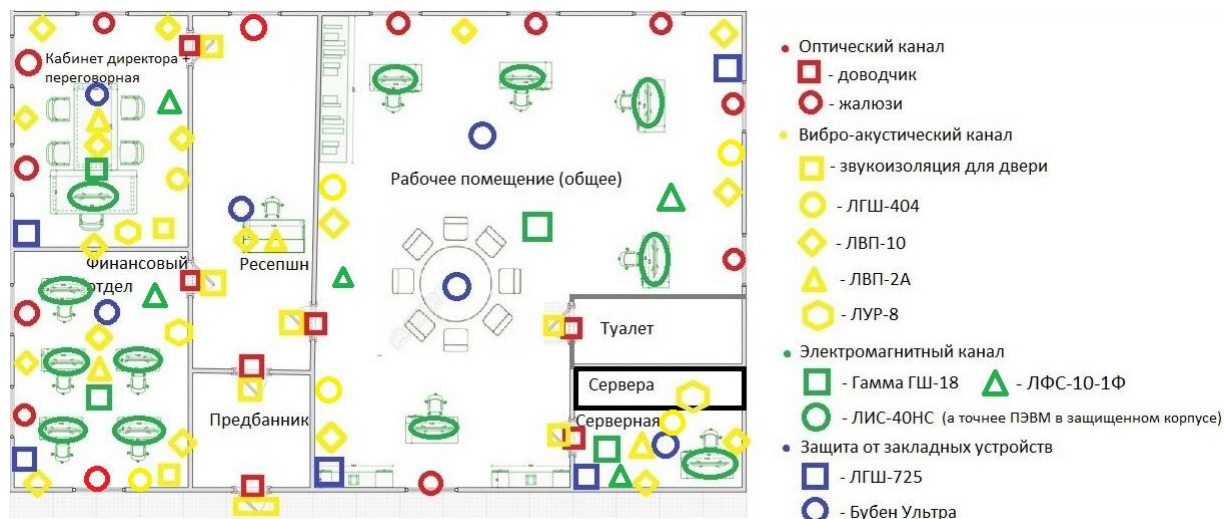 Кабинет директора +
переговорная
Рабочее помещение (общее)
Финансовый
отдел
Ресепшн
Туалет
Сервера
Серверная
Предбанник
Оптический канал
- доводчик
- жалюзи
Вибро-акустический канал
- звукоизоляция для двери
- ЛГШ-404
- ЛВП-10
- ЛВП-2А
- ЛУР-8
Электромагнитный канал
- Гамма ГШ-18 - ЛФС-10-1Ф
- ЛИС-40НС (а точнее ПЭВМ в защищенном корпусе)
Защита от закладных устройств
- ЛГШ-725
- Бубен Ультра